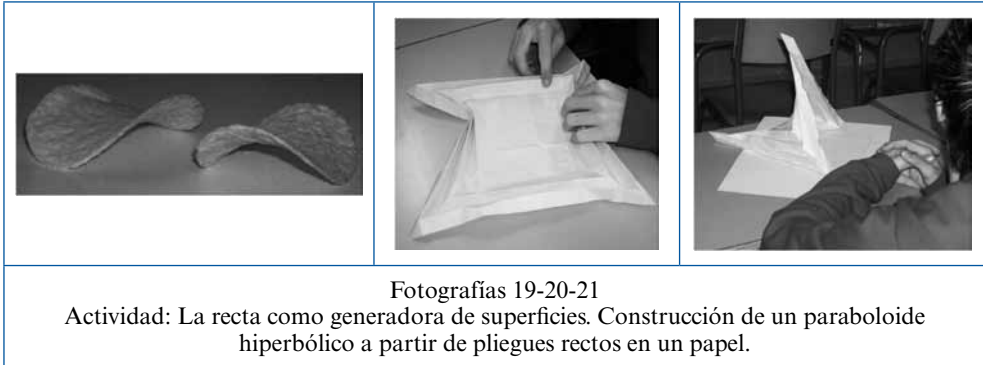 Fotografías 19-20-21
Actividad: La recta como generadora de superficies. Construcción de un paraboloide
hiperbólico a partir de pliegues rectos en un papel.